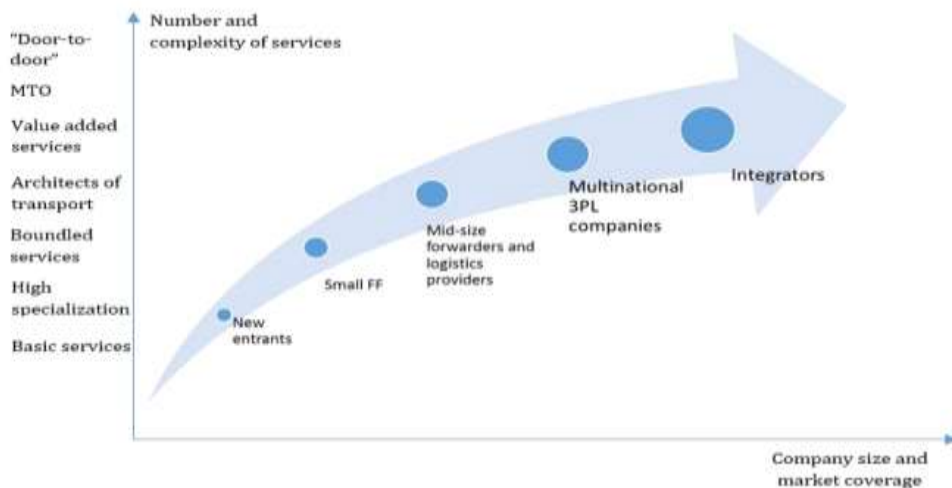 Number and
complexity of services
"Door-to-
door"
MTO
Value added
services
Architects of
transport
Boundled
services
High
specialization
Basic services
New
entrants
Small FF
Mid-size
forwarders and
logistics
providers
Multinational
3PL
companies
Integrators
Company size and
market coverage